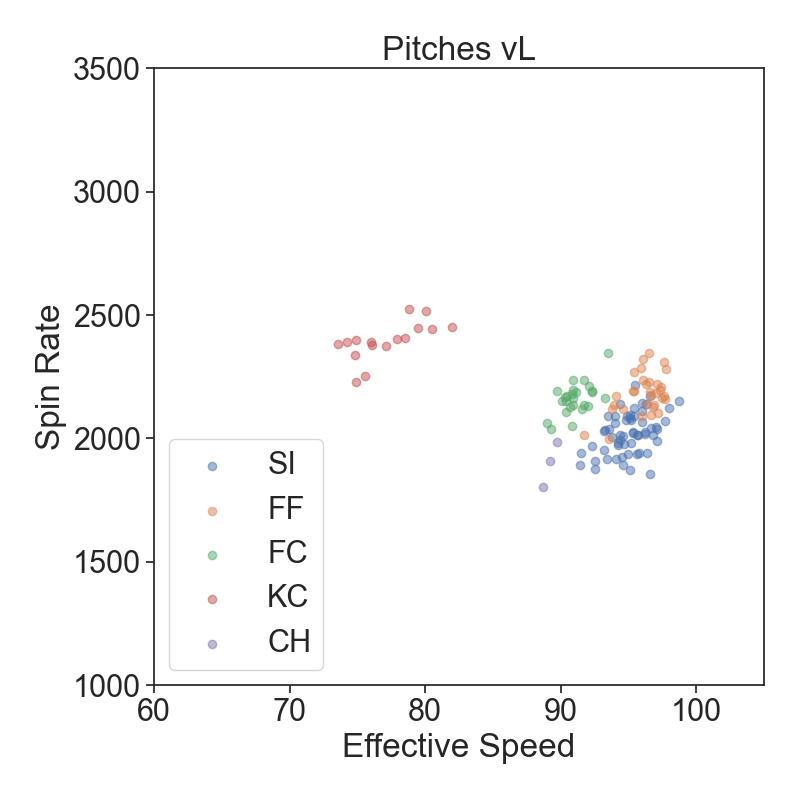 Pitches vL
3500
3000
2500
2000
1500
1000
Spin Rate
SI
FF
FC
KC
CH
60 70 80 90 100
Effective Speed